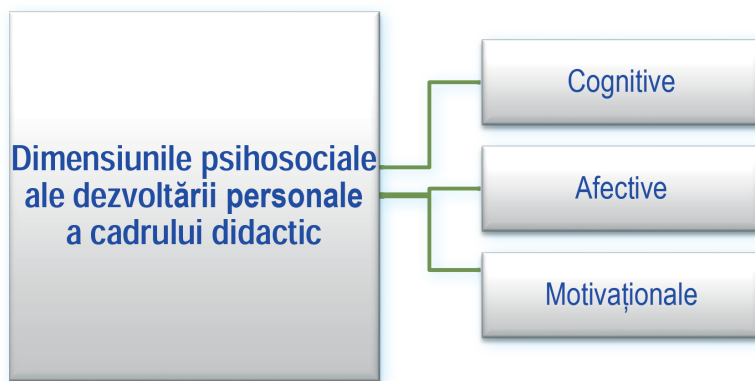 Dimensiunile psihosociale
ale dezvoltării personale
a cadrului didactic
Cognitive
Afective
Motivaționale